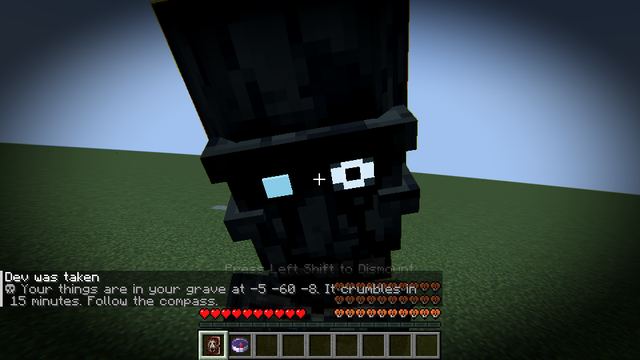 Press Left Shift to Dismount
Dev was taken
☠ Your things are in your grave at -5 -60 -8. It crumbles in
15 minutes. Follow the compass.